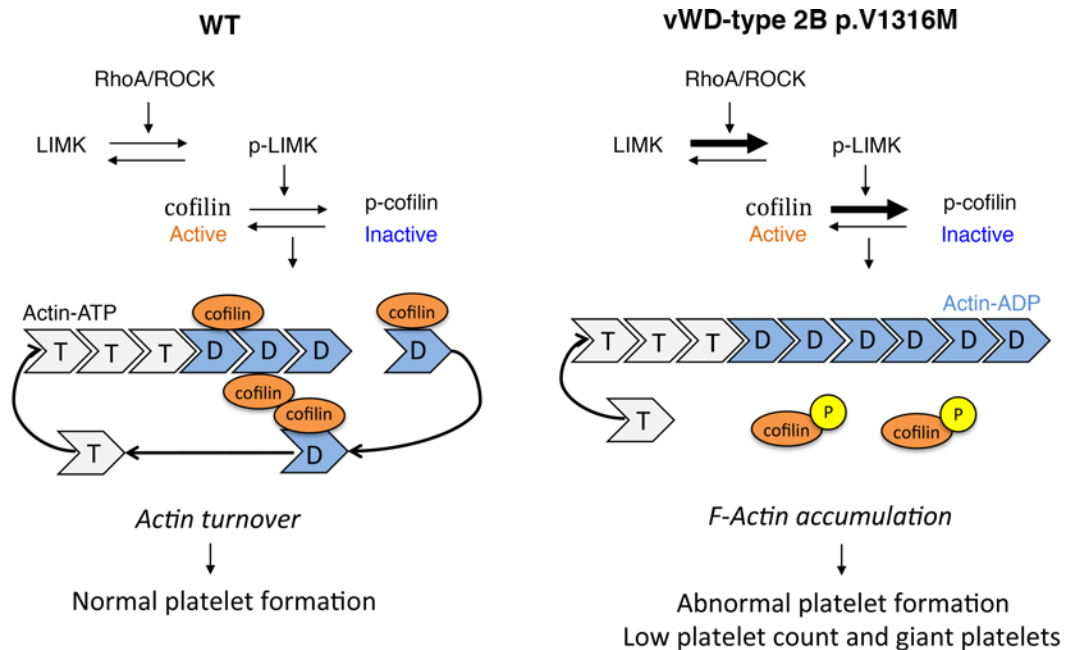 WT
RhoA/ROCK
LIMK
p-LIMK
cofilin
p-cofilin
Active
Inactive
Actin-ATP
cofilin
cofilin
T T T D D D
D
cofilin
cofilin
T
D
Actin turnover
Normal platelet formation
vWD-type 2B p.V1316M
RhoA/ROCK
LIMK
p-LIMK
cofilin
p-cofilin
Active
Inactive
Actin-ADP
T T T D D D D D D
T
P
P
cofilin
cofilin
F-Actin accumulation
Abnormal platelet formation
Low platelet count and giant platelets